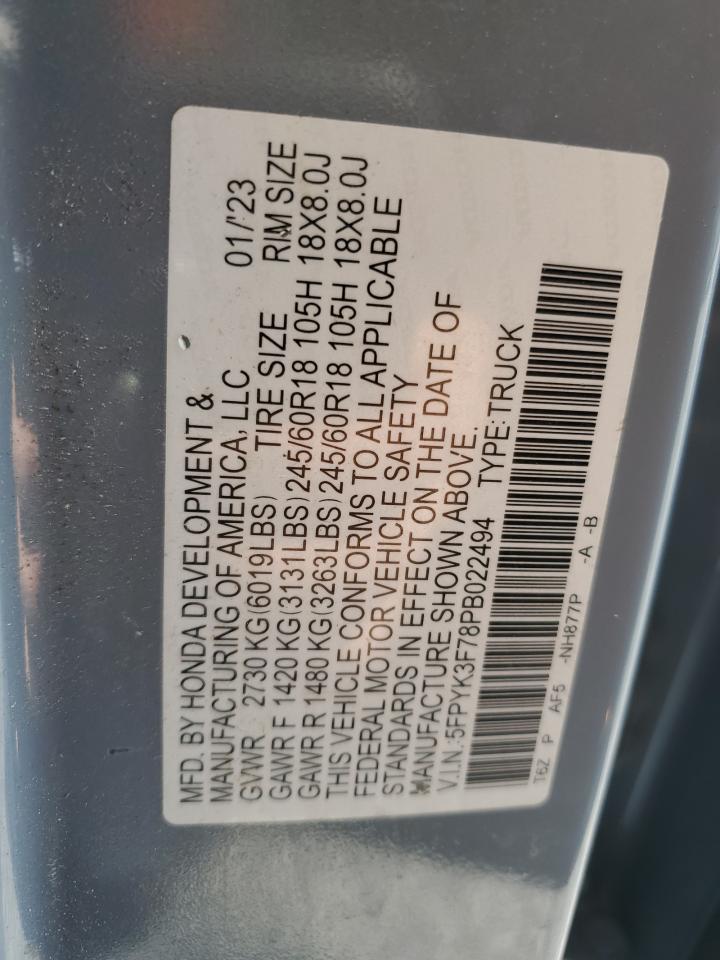 MFD. BY HONDA DEVELOPMENT &
MANUFACTURING OF AMERICA, LLC 01/'23
GVWR 2730 KG(6019LBS) TIRE SIZE RIM SIZE
GAWR F 1420 KG(3131LBS) 245/60R18 105H 18X8.0J
GAWR R 1480 KG(3263LBS) 245/60R18 105H 18X8.0J
THIS VEHICLE CONFORMS TO ALL APPLICABLE
FEDERAL MOTOR VEHICLE SAFETY
STANDARDS IN EFFECT ON THE DATE OF
MANUFACTURE SHOWN ABOVE.
V.I.N.:5FPYK3F78PB022494 TYPE:TRUCK
T6Z P AF5 -NH877P -A -B